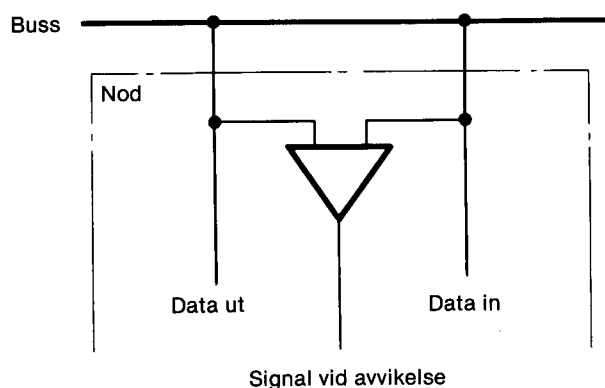 Buss
Nod
Data ut
Data in
Signal vid avvikelse